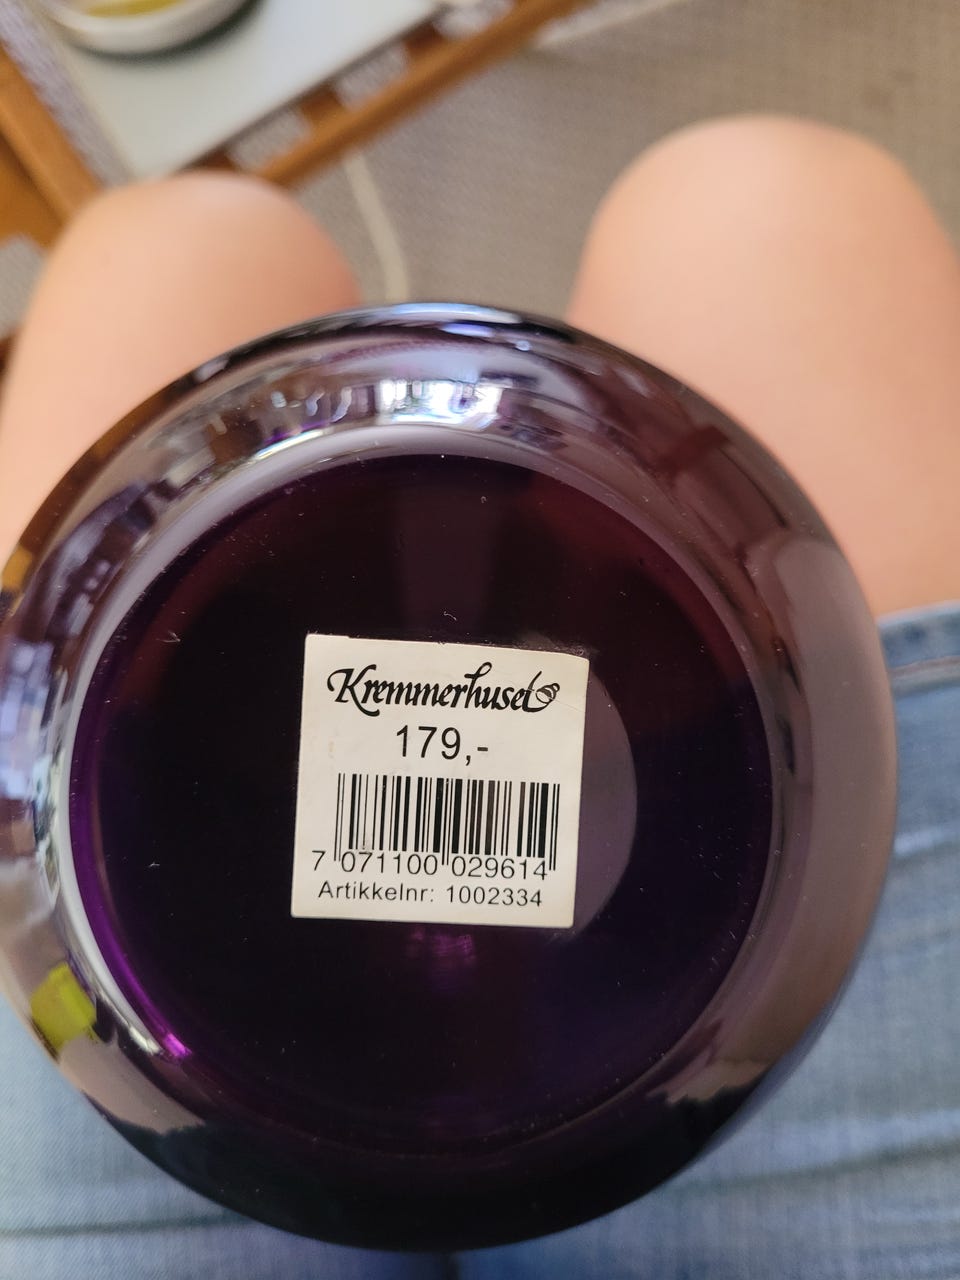 Kremmerhuset
179,-
7 071100 029614
Artikkelnr: 1002334